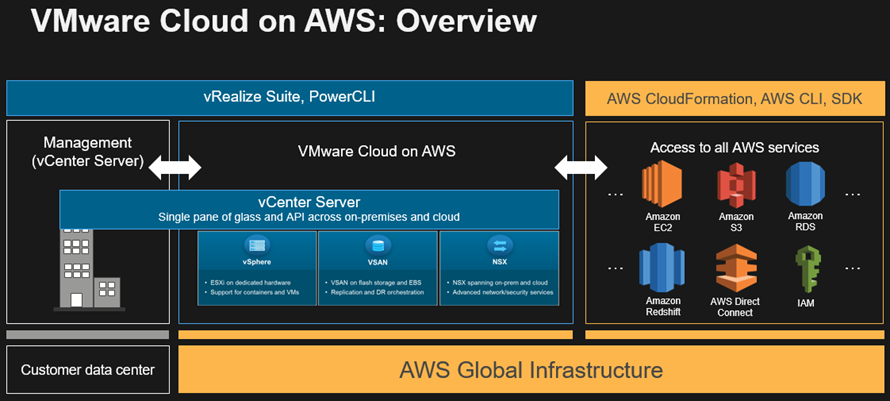 VMware Cloud on AWS: Overview
vRealize Suite, PowerCLI
AWS CloudFormation, AWS CLI, SDK
Management
(vCenter Server)
VMware Cloud on AWS
Access to all AWS services
vCenter Server
Single pane of glass and API across on-premises and cloud
vSphere
• ESXi on dedicated hardware
• Support for containers and VMs
VSAN
• VSAN on flash storage and EBS
• Replication and DR orchestration
NSX
• NSX spanning on-prem and cloud
• Advanced network/security services
...
Amazon
EC2
Amazon
S3
Amazon
RDS
...
...
Amazon
Redshift
AWS Direct
Connect
IAM
...
Customer data center
AWS Global Infrastructure